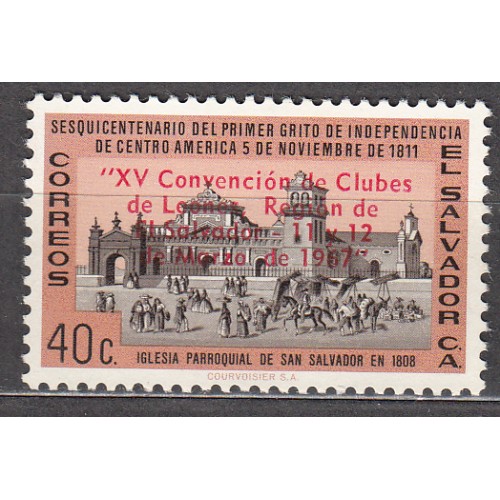 SESQUICENTENARIO DEL PRIMER GRITO DE INDEPENDENCIA
DE CENTRO AMERICA 5 DE NOVIEMBRE DE 1811
CORREOS
EL SALVADOR C.A.
"XV Convención de Clubes
de Leones, Región de
El Salvador - 11 y 12
de Marzo de 1967"
40 C.
IGLESIA PARROQUIAL DE SAN SALVADOR EN 1808
COURVOISIER S.A.